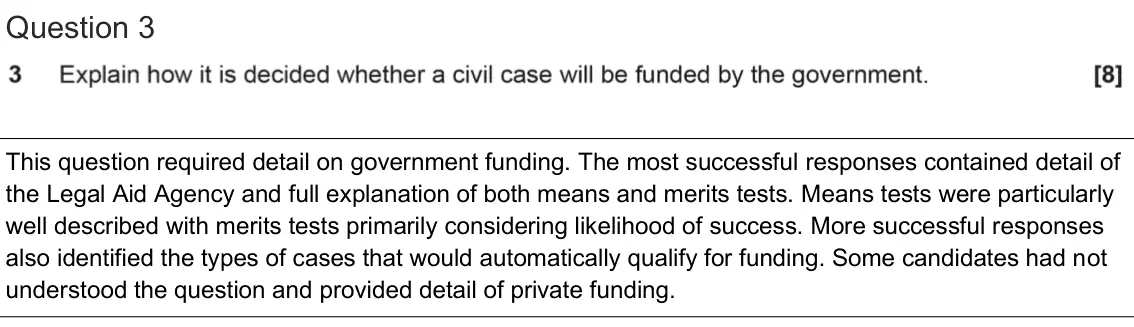 Question 3
3 Explain how it is decided whether a civil case will be funded by the government. [8]
This question required detail on government funding. The most successful responses contained detail of
the Legal Aid Agency and full explanation of both means and merits tests. Means tests were particularly
well described with merits tests primarily considering likelihood of success. More successful responses
also identified the types of cases that would automatically qualify for funding. Some candidates had not
understood the question and provided detail of private funding.